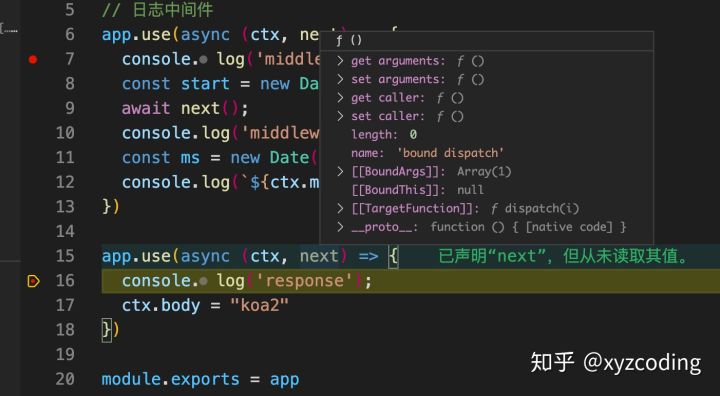 {……
5 // 日志中间件
6 app.use(async (ctx, next)
7 console. log('middle
8 const start = new Da
9 await next();
10 console.log('middlew
11 const ms = new Date(
12 console.log(`${ctx.m
13 })
ƒ ()
> get arguments: ƒ ()
> set arguments: ƒ ()
> get caller: ƒ ()
> set caller: ƒ ()
length: 0
name: 'bound dispatch'
> [[BoundArgs]]: Array(1)
[[BoundThis]]: null
> [[TargetFunction]]: ƒ dispatch(i)
> __proto__: function () { [native code] }
14
15 app.use(async (ctx, next) => { 已声明“next”，但从未读取其值。
16 console. log('response');
17 ctx.body = "koa2"
18 })
19
20 module.exports = app
知乎 @xyzcoding